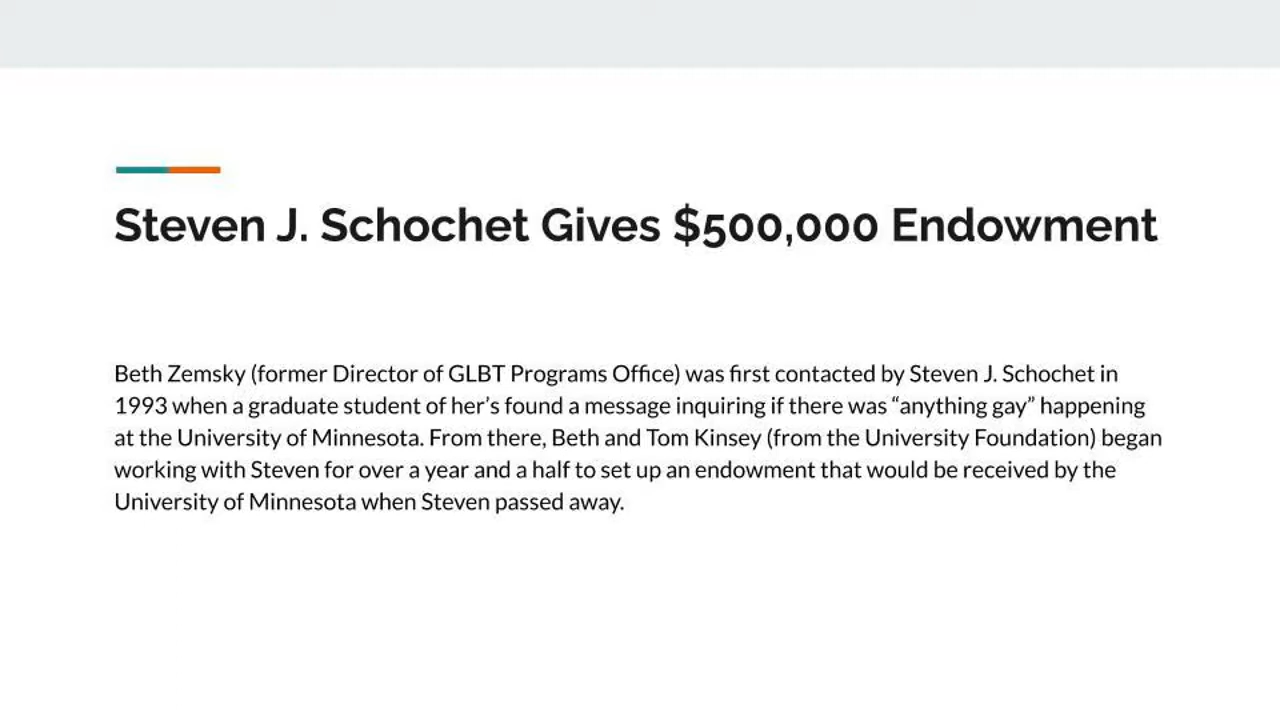 Steven J. Schochet Gives $500,000 Endowment
Beth Zemsky (former Director of GLBT Programs Office) was first contacted by Steven J. Schochet in
1993 when a graduate student of her’s found a message inquiring if there was “anything gay” happening
at the University of Minnesota. From there, Beth and Tom Kinsey (from the University Foundation) began
working with Steven for over a year and a half to set up an endowment that would be received by the
University of Minnesota when Steven passed away.